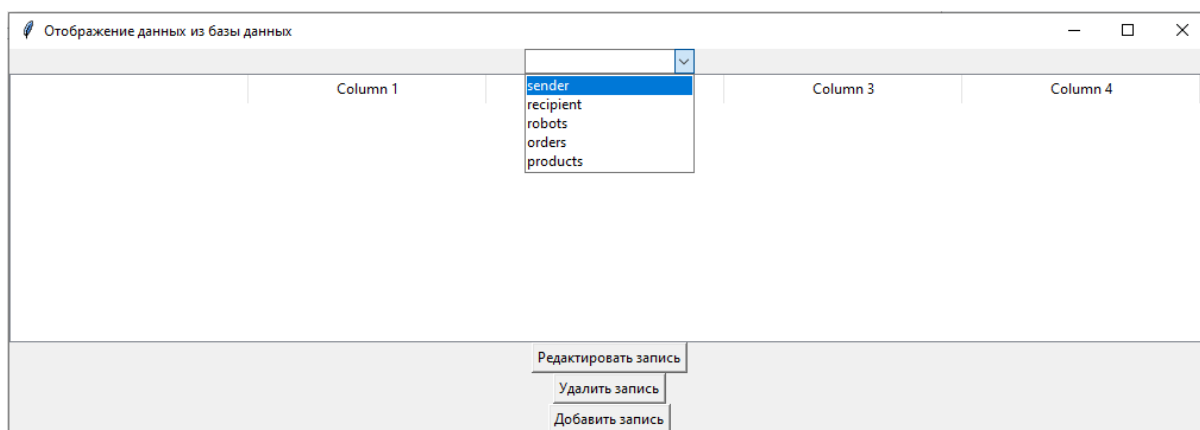 Отображение данных из базы данных
Column 1 Column 3 Column 4
sender
recipient
robots
orders
products
Редактировать запись
Удалить запись
Добавить запись